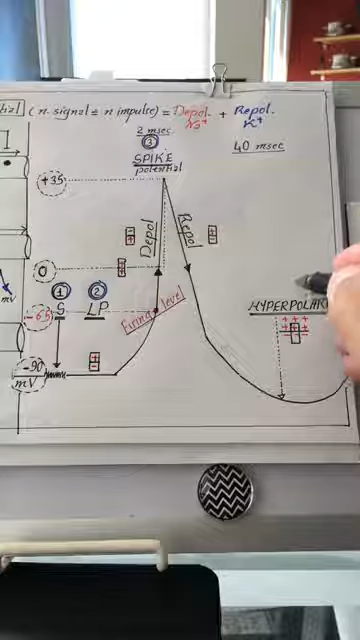 ( n. signal = n impulse) = Depol. + Repol.
Na⁺ K⁺
2 msec
③
40 msec
SPIKE
potential
+35
Depol
Repol
0
① ②
-65 S LP
Firing level
HYPERPOLAR
-90
mV
mV